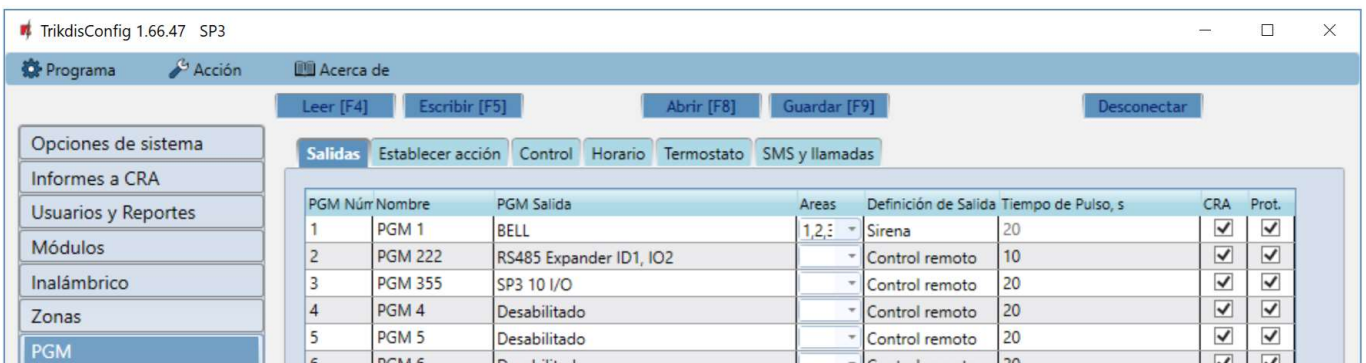 TrikdisConfig 1.66.47 SP3
Programa Acción Acerca de
Leer [F4] Escribir [F5] Abrir [F8] Guardar [F9] Desconectar
Opciones de sistema
Informes a CRA
Usuarios y Reportes
Módulos
Inalámbrico
Zonas
PGM
Salidas Establecer acción Control Horario Termostato SMS y llamadas
PGM Núm Nombre PGM Salida Areas Definición de Salida Tiempo de Pulso, s CRA Prot.
1 PGM 1 BELL 1,2,3 Sirena 20
2 PGM 222 RS485 Expander ID1, IO2 Control remoto 10
3 PGM 355 SP3 10 I/O Control remoto 20
4 PGM 4 Desabilitado Control remoto 20
5 PGM 5 Desabilitado Control remoto 20